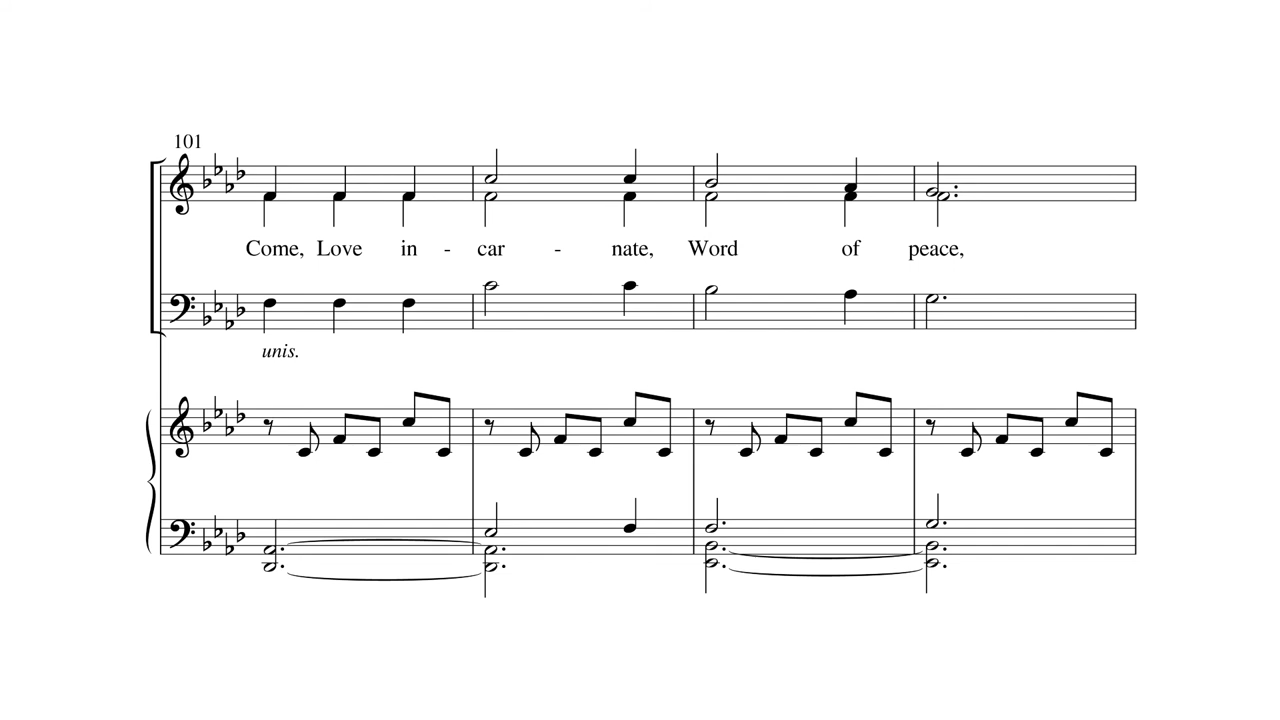 101
Come, Love in - car - nate, Word of peace,
unis.